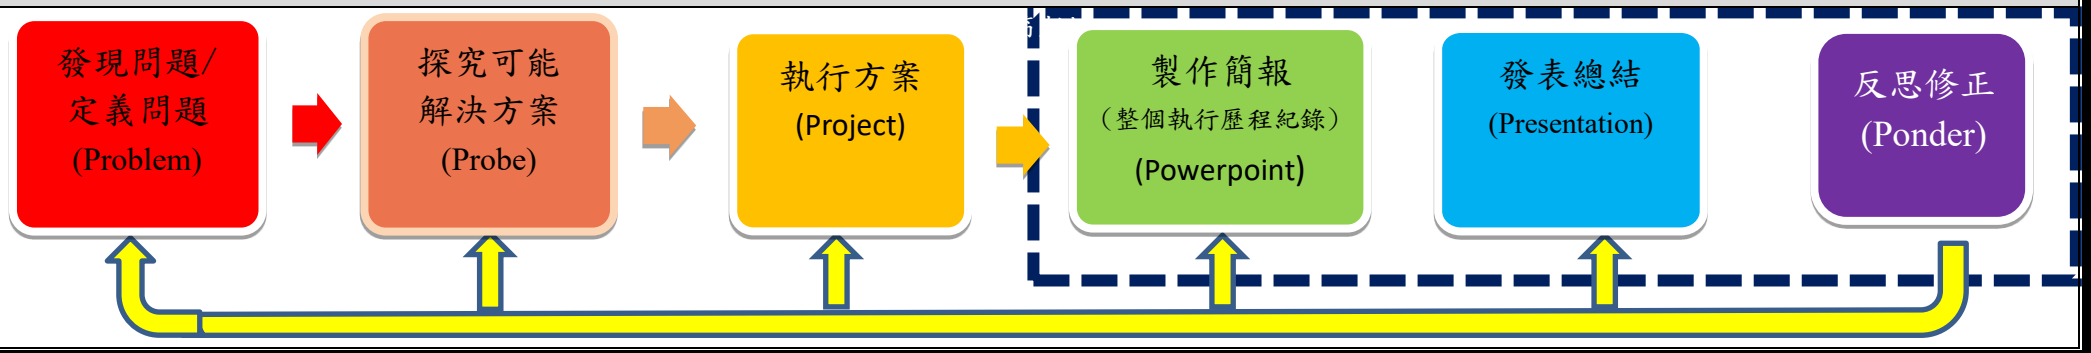 發現問題/
定義問題
(Problem)
探究可能
解決方案
(Probe)
執行方案
(Project)
製作簡報
（整個執行歷程紀錄）
(Powerpoint)
發表總結
(Presentation)
反思修正
(Ponder)